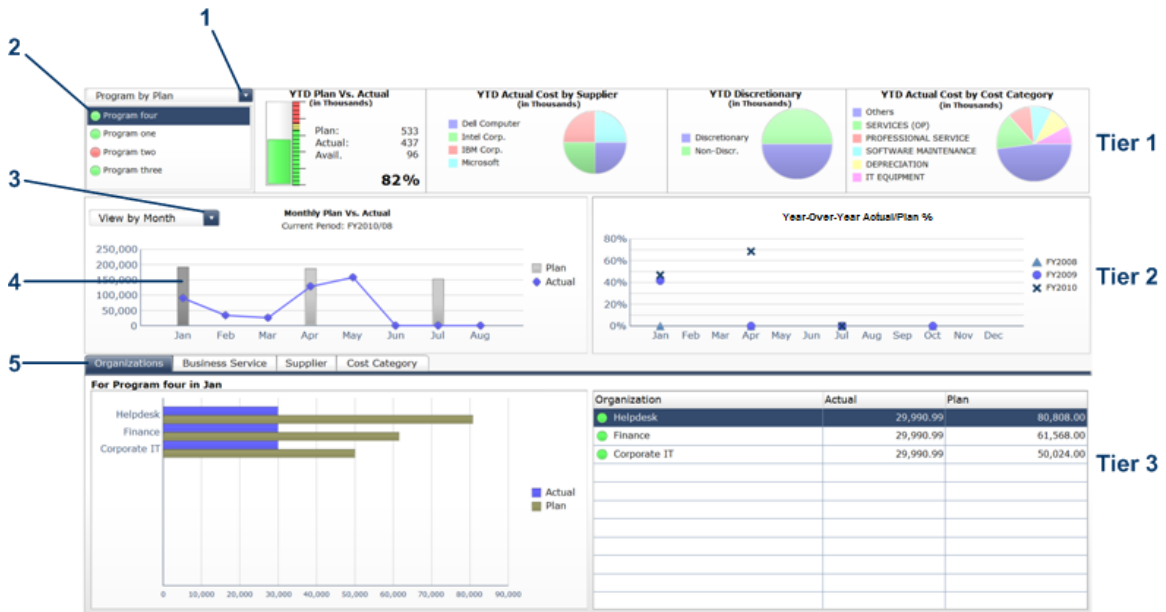 1
2
Program by Plan
Program four
Program one
Program two
Program three
YTD Plan Vs. Actual
(in Thousands)
Plan: 533
Actual: 437
Avail. 96
82%
YTD Actual Cost by Supplier
(in Thousands)
Dell Computer
Intel Corp.
IBM Corp.
Microsoft
YTD Discretionary
(in Thousands)
Discretionary
Non-Discr.
YTD Actual Cost by Cost Category
(in Thousands)
Others
SERVICES (OP)
PROFESSIONAL SERVICE
SOFTWARE MAINTENANCE
DEPRECIATION
IT EQUIPMENT
Tier 1
3
View by Month
Monthly Plan Vs. Actual
Current Period: FY2010/08
250,000
200,000
150,000
100,000
50,000
0
Jan Feb Mar Apr May Jun Jul Aug
Plan
Actual
4
Year-Over-Year Actual/Plan %
80%
60%
40%
20%
0%
Jan Feb Mar Apr May Jun Jul Aug Sep Oct Nov Dec
FY2008
FY2009
FY2010
Tier 2
5
Organizations Business Service Supplier Cost Category
For Program four in Jan
Helpdesk
Finance
Corporate IT
0 10,000 20,000 30,000 40,000 50,000 60,000 70,000 80,000 90,000
Actual
Plan
Organization Actual Plan
Helpdesk 29,990.99 80,808.00
Finance 29,990.99 61,568.00
Corporate IT 29,990.99 50,024.00
Tier 3